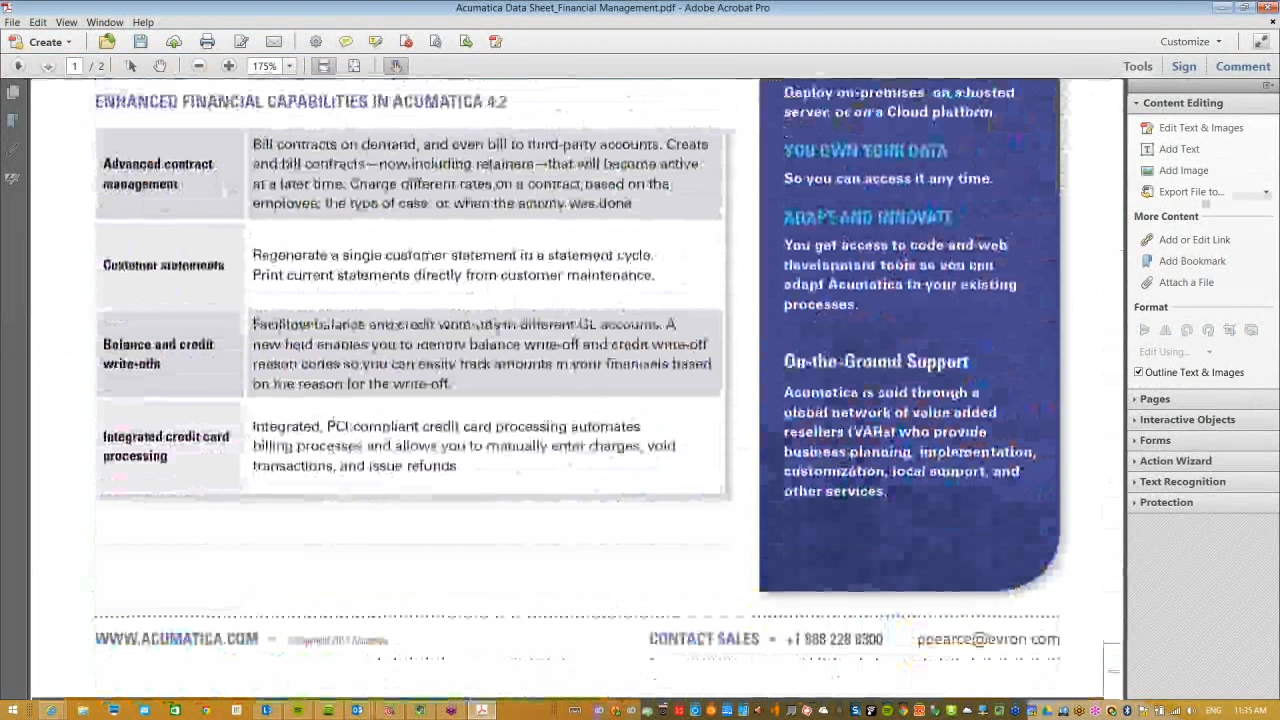 Acumatica Data Sheet_Financial Management.pdf - Adobe Acrobat Pro
File Edit View Window Help
Create
Customize
1 / 2
175%
Tools Sign Comment
ENHANCED FINANCIAL CAPABILITIES IN ACUMATICA 4.2
Advanced contract
management
Bill contracts on demand, and even bill to third-party accounts. Create
and bill contracts—now including retainers—that will become active
at a later time. Charge different rates on a contract based on the
employee, the type of case, or when the activity was done
Customer statements
Regenerate a single customer statement in a statement cycle.
Print current statements directly from customer maintenance.
Balance and credit
write-offs
Facilitate balance and credit write-offs in different GL accounts. A
new field enables you to identify balance write-off and credit write-off
reason codes so you can easily track amounts in your financials based
on the reason for the write-off.
Integrated credit card
processing
Integrated, PCI compliant credit card processing automates
billing processes and allows you to manually enter charges, void
transactions, and issue refunds
Deploy on-premises on a hosted
server, or on a Cloud platform
YOU OWN YOUR DATA
So you can access it any time.
ADAPT AND INNOVATE
You get access to code and web
development tools so you can
adapt Acumatica to your existing
processes.
On-the-Ground Support
Acumatica is sold through a
global network of value added
resellers (VARs) who provide
business planning, implementation,
customization, local support, and
other services.
WWW.ACUMATICA.COM
CONTACT SALES • +1 888 228 8300 ppearce@evron.com
Content Editing
Edit Text & Images
Add Text
Add Image
Export File to...
More Content
Add or Edit Link
Add Bookmark
Attach a File
Format
Edit Using...
Outline Text & Images
Pages
Interactive Objects
Forms
Action Wizard
Text Recognition
Protection
ENG 11:35 AM